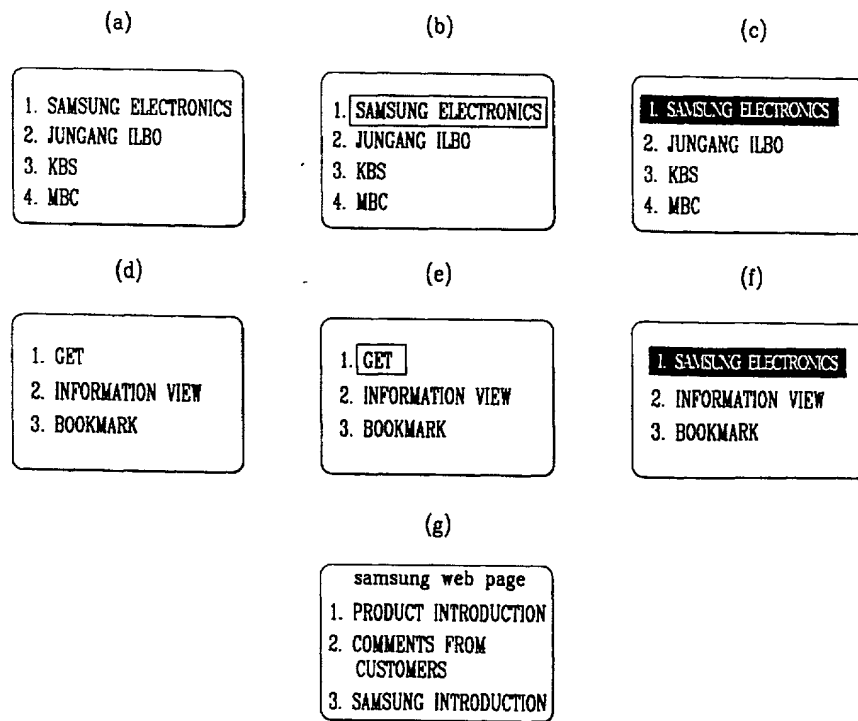 (a)
1. SAMSUNG ELECTRONICS
2. JUNGANG ILBO
3. KBS
4. MBC
(b)
1. SAMSUNG ELECTRONICS
2. JUNGANG ILBO
3. KBS
4. MBC
(c)
1. SAMSUNG ELECTRONICS
2. JUNGANG ILBO
3. KBS
4. MBC
(d)
1. GET
2. INFORMATION VIEW
3. BOOKMARK
(e)
1. GET
2. INFORMATION VIEW
3. BOOKMARK
(f)
1. SAMSUNG ELECTRONICS
2. INFORMATION VIEW
3. BOOKMARK
(g)
samsung web page
1. PRODUCT INTRODUCTION
2. COMMENTS FROM
CUSTOMERS
3. SAMSUNG INTRODUCTION